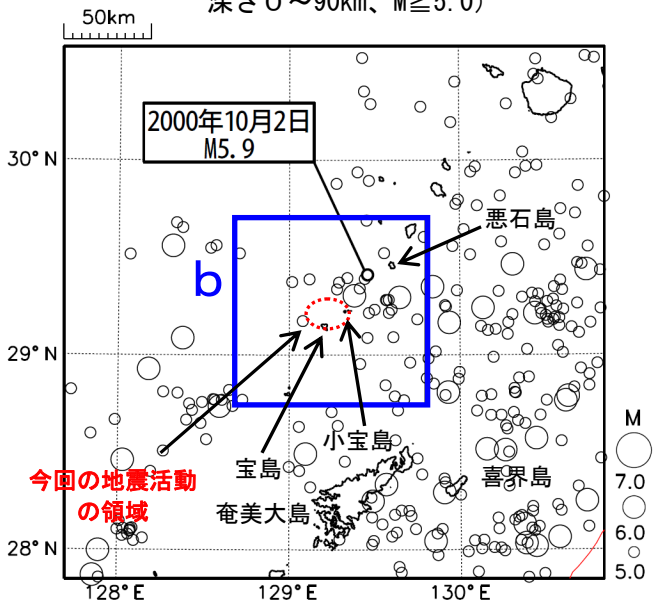 深さ0～90km、M≧5.0)
50km
2000年10月2日
M5.9
30°N
悪石島
b
29°N
小宝島
宝島
喜界島
今回の地震活動
の領域
奄美大島
28°N
128°E
129°E
130°E
M
7.0
6.0
5.0